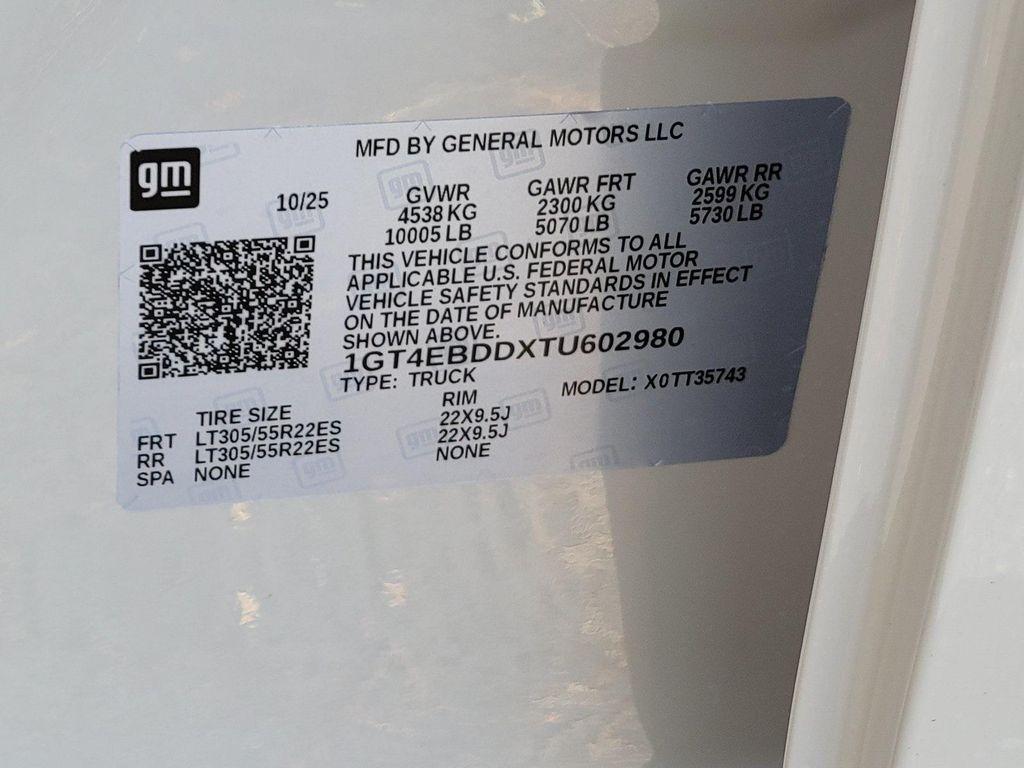 gm
MFD BY GENERAL MOTORS LLC
10/25
GVWR
4538 KG
10005 LB
GAWR FRT
2300 KG
5070 LB
GAWR RR
2599 KG
5730 LB
THIS VEHICLE CONFORMS TO ALL
APPLICABLE U.S. FEDERAL MOTOR
VEHICLE SAFETY STANDARDS IN EFFECT
ON THE DATE OF MANUFACTURE
SHOWN ABOVE.
1GT4EBDDXTU602980
TYPE: TRUCK
MODEL: X0TT35743
TIRE SIZE RIM
FRT LT305/55R22ES 22X9.5J
RR LT305/55R22ES 22X9.5J
SPA NONE NONE